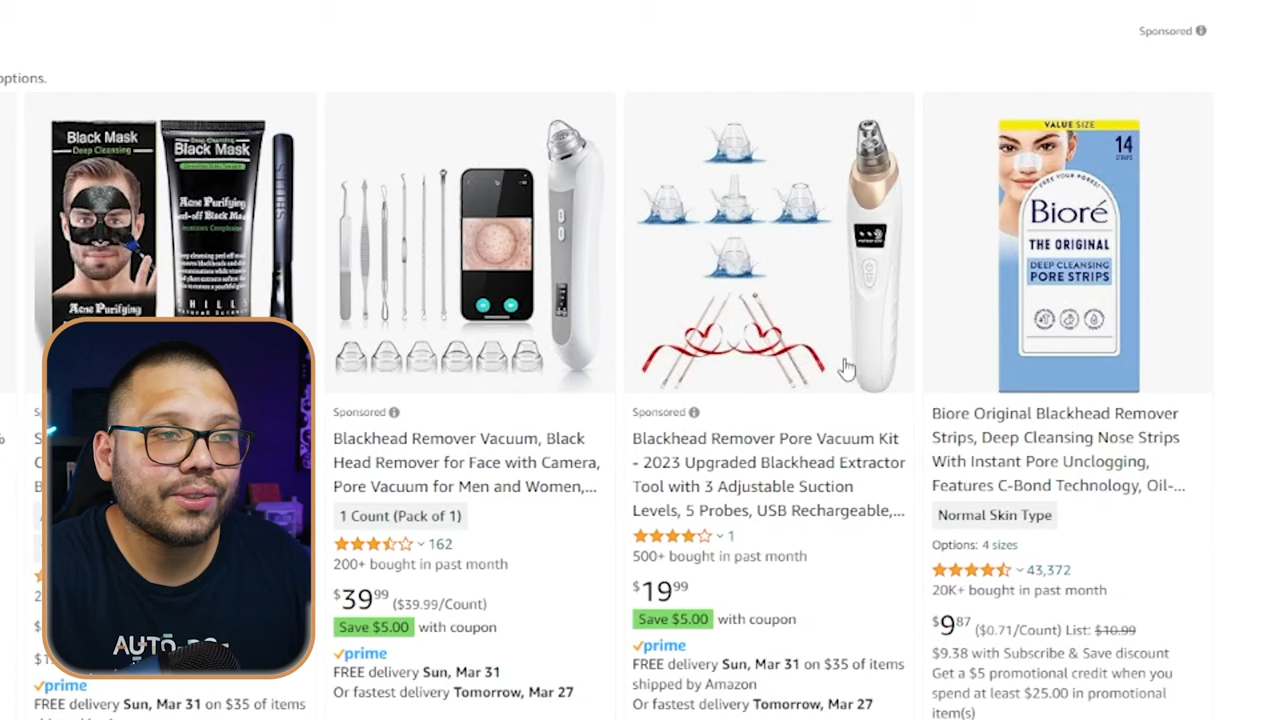 Sponsored
options.
Black Mask
Deep Cleansing
Acne Purifying
Black Mask
Acne Purifying
SHILLS
VALUE SIZE
14
STRIPS
FREE YOUR PORES!
Bioré
THE ORIGINAL
DEEP CLEANSING
PORE STRIPS
Sponsored
Blackhead Remover Vacuum, Black
Head Remover for Face with Camera,
Pore Vacuum for Men and Women,...
1 Count (Pack of 1)
162
200+ bought in past month
$39.99 ($39.99/Count)
Save $5.00 with coupon
prime
FREE delivery Sun, Mar 31
Or fastest delivery Tomorrow, Mar 27
Sponsored
Blackhead Remover Pore Vacuum Kit
- 2023 Upgraded Blackhead Extractor
Tool with 3 Adjustable Suction
Levels, 5 Probes, USB Rechargeable,...
1
500+ bought in past month
$19.99
Save $5.00 with coupon
prime
FREE delivery Sun, Mar 31 on $35 of items
shipped by Amazon
Or fastest delivery Tomorrow, Mar 27
Biore Original Blackhead Remover
Strips, Deep Cleansing Nose Strips
With Instant Pore Unclogging,
Features C-Bond Technology, Oil-...
Normal Skin Type
Options: 4 sizes
43,372
20K+ bought in past month
$9.87 ($0.71/Count) List: $10.99
$9.38 with Subscribe & Save discount
Get a $5 promotional credit when you
spend at least $25.00 in promotional
item(s)
prime
FREE delivery Sun, Mar 31 on $35 of items